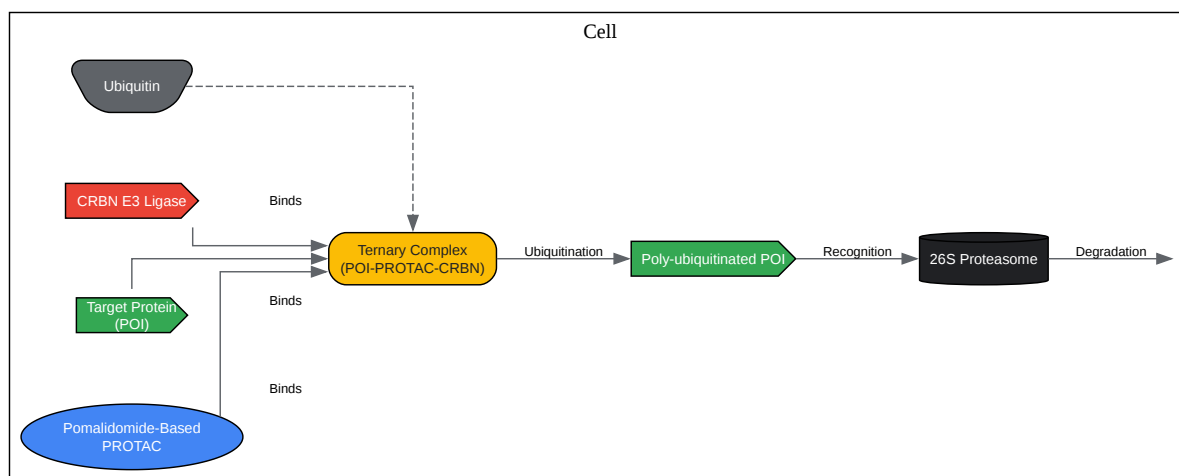 Cell
Ubiquitin
CRBN E3 Ligase
Binds
Ternary Complex
(POI-PROTAC-CRBN)
Ubiquitination
Poly-ubiquitinated POI
Recognition
26S Proteasome
Degradation
Target Protein
(POI)
Binds
Binds
Pomalidomide-Based
PROTAC